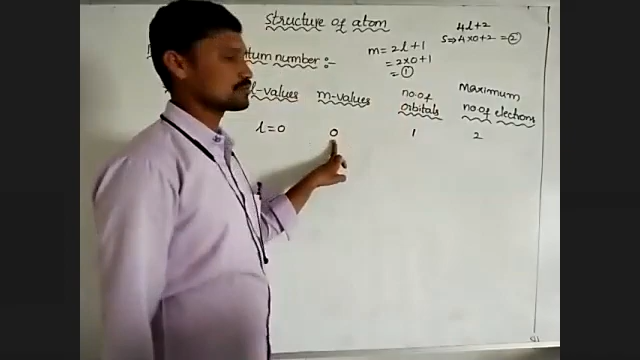 Structure of atom
4l+2
S⇒4×0+2=2
m=2l+1
=2×0+1
=1
number :-
l-values m-values no.of orbitals Maximum no.of electrons
l=0 0 1 2